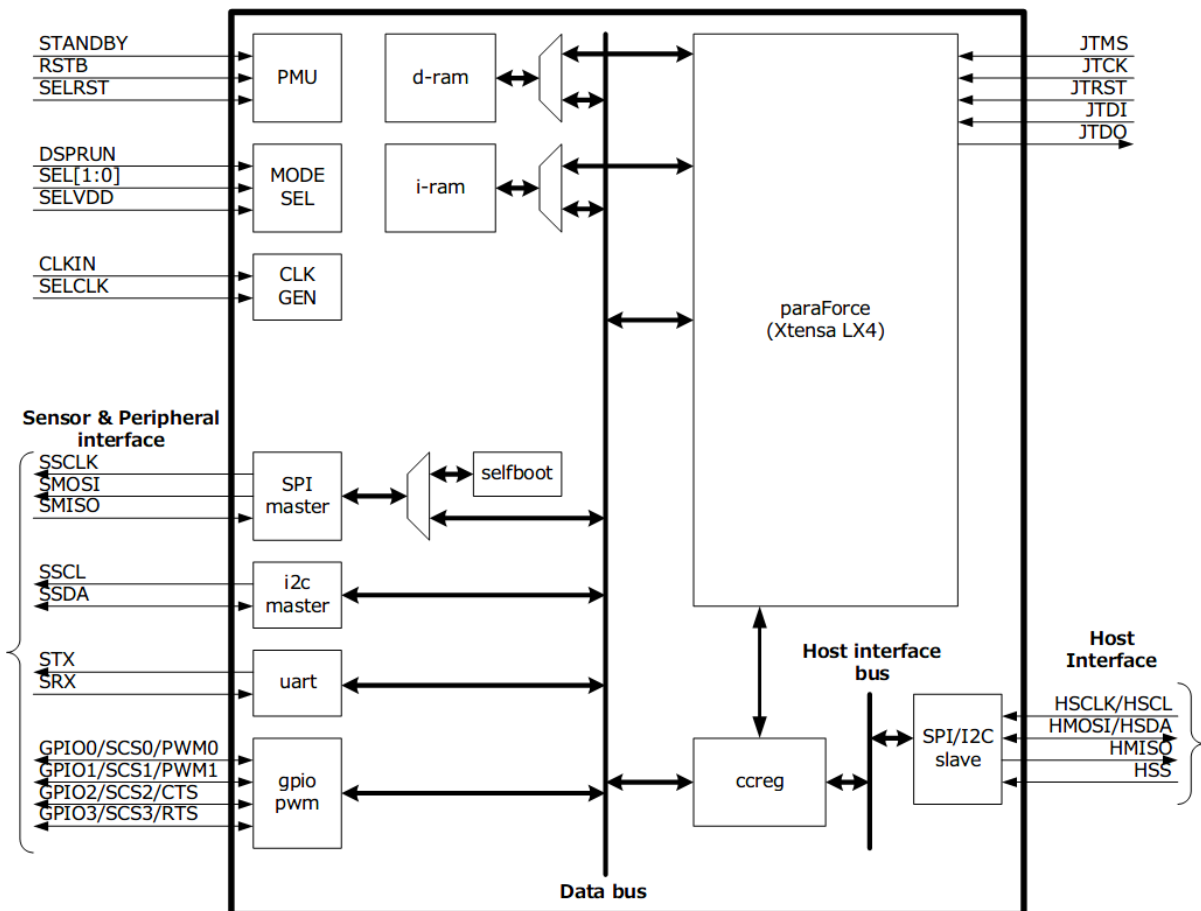 STANDBY
RSTB
SELRST
PMU
d-ram
JTMS
JTCK
JTRST
JTDI
JTDO
DSPRUN
SEL[1:0]
SELVDD
MODE
SEL
i-ram
CLKIN
SELCLK
CLK
GEN
paraForce
(Xtensa LX4)
Sensor & Peripheral
interface
SSCLK
SMOSI
SMISO
SPI
master
selfboot
SSCL
SSDA
i2c
master
STX
SRX
uart
GPIO0/SCS0/PWM0
GPIO1/SCS1/PWM1
GPIO2/SCS2/CTS
GPIO3/SCS3/RTS
gpio
pwm
Host interface
bus
ccreg
SPI/I2C
slave
Host
Interface
HSCLK/HSCL
HMOSI/HSDA
HMISO
HSS
Data bus